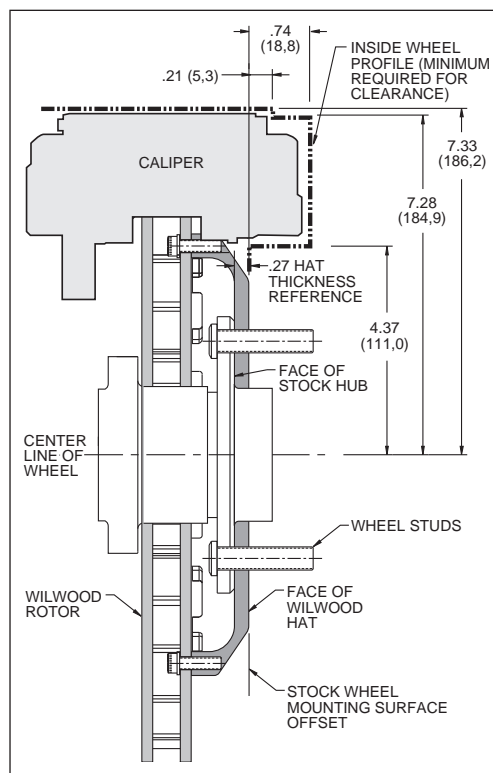 .74
(18,8)
.21 (5,3)
INSIDE WHEEL
PROFILE (MINIMUM
REQUIRED FOR
CLEARANCE)
7.33
(186,2)
CALIPER
7.28
(184,9)
.27 HAT
THICKNESS
REFERENCE
4.37
(111,0)
FACE OF
STOCK HUB
CENTER
LINE OF
WHEEL
WHEEL STUDS
WILWOOD
ROTOR
FACE OF
WILWOOD
HAT
STOCK WHEEL
MOUNTING SURFACE
OFFSET